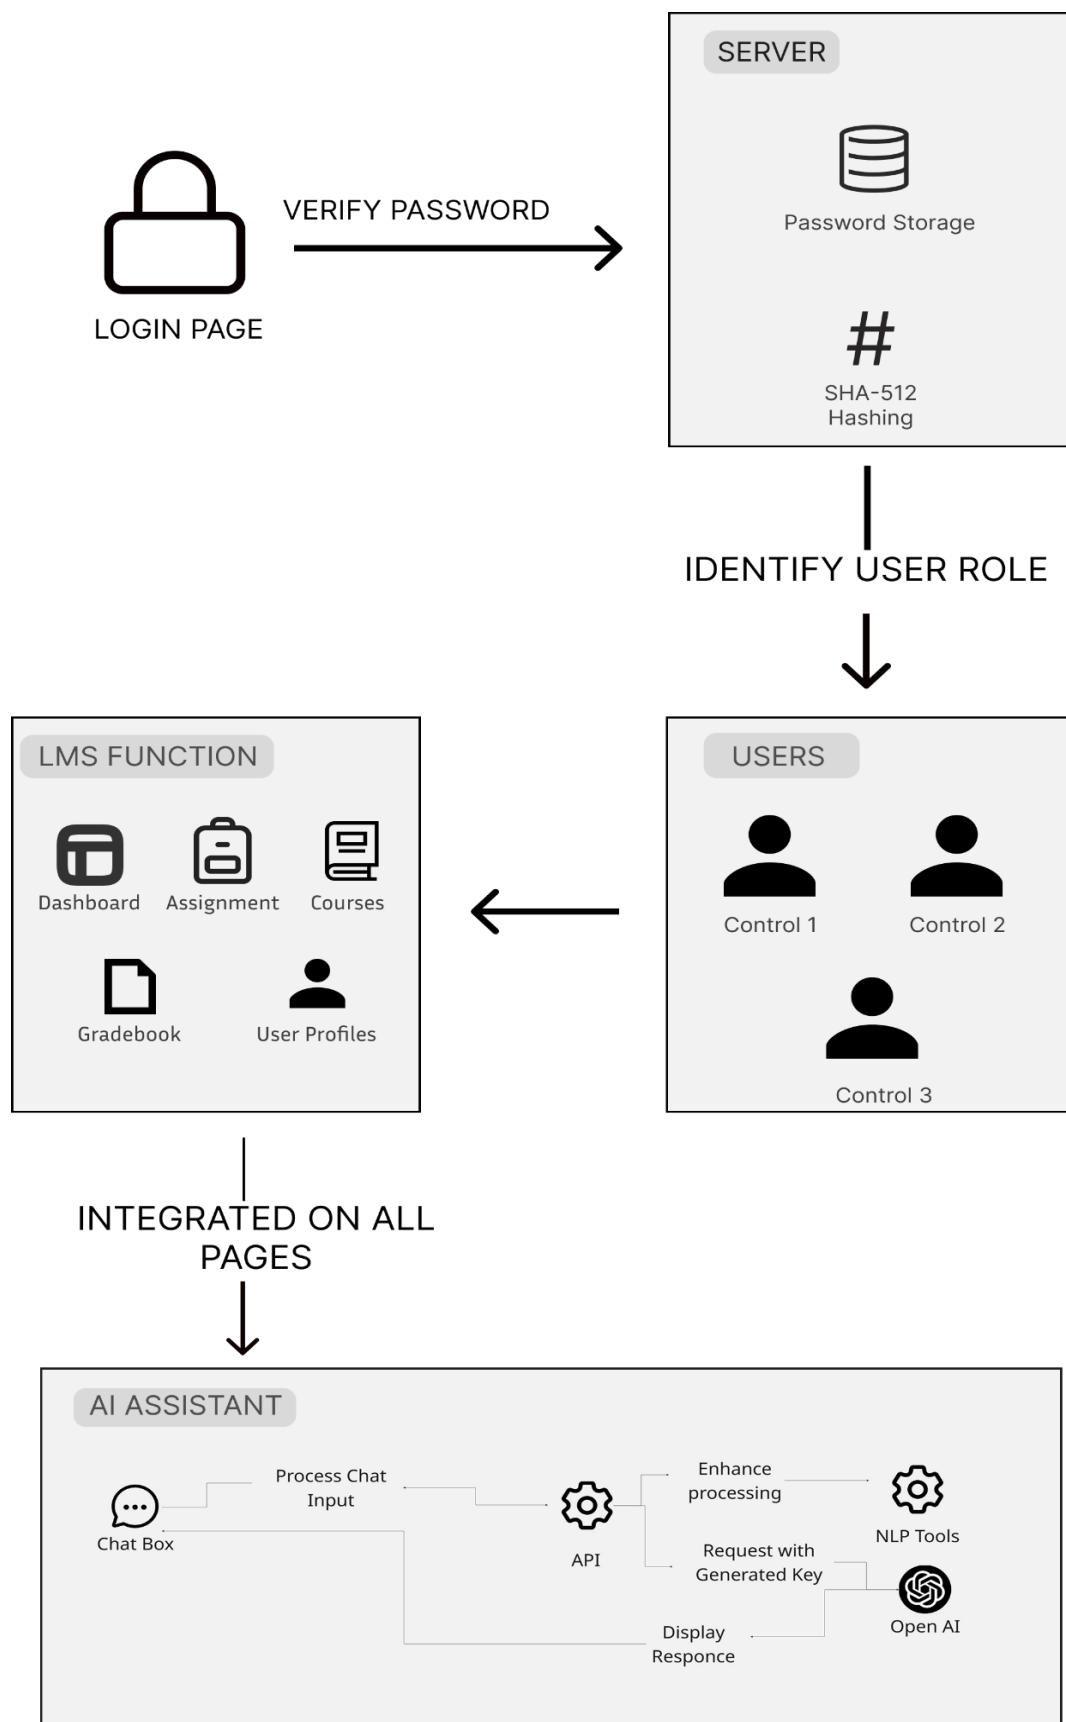 SERVER
Password Storage
#
SHA-512
Hashing
VERIFY PASSWORD
LOGIN PAGE
IDENTIFY USER ROLE
USERS
Control 1
Control 2
Control 3
LMS FUNCTION
Dashboard
Assignment
Courses
Gradebook
User Profiles
INTEGRATED ON ALL
PAGES
AI ASSISTANT
Chat Box
Process Chat
Input
API
Enhance
processing
NLP Tools
Request with
Generated Key
Open AI
Display
Responce